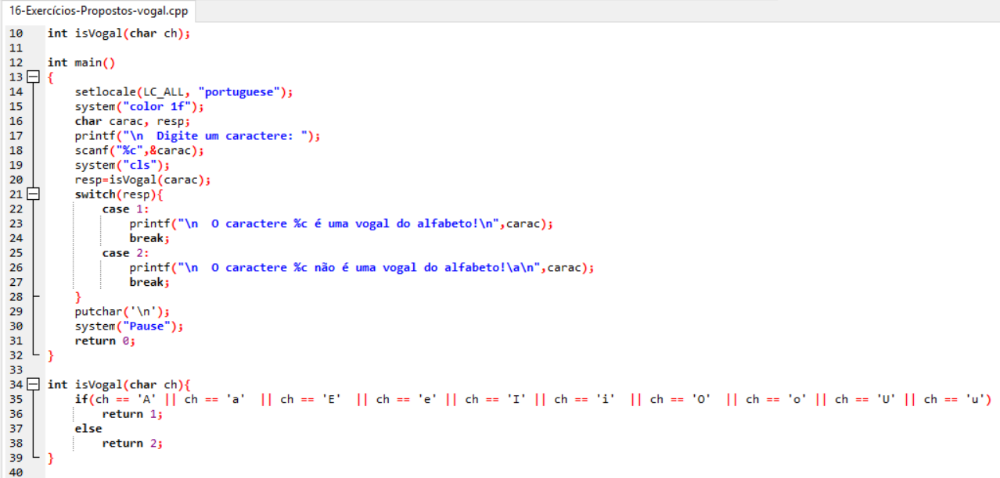 16-Exercícios-Propostos-vogal.cpp
10 int isVogal(char ch);
11
12 int main()
13 {
14 setlocale(LC_ALL, "portuguese");
15 system("color 1f");
16 char carac, resp;
17 printf("\n  Digite um caractere: ");
18 scanf("%c",&carac);
19 system("cls");
20 resp=isVogal(carac);
21 switch(resp){
22 case 1:
23 printf("\n  O caractere %c é uma vogal do alfabeto!\n",carac);
24 break;
25 case 2:
26 printf("\n  O caractere %c não é uma vogal do alfabeto!\a\n",carac);
27 break;
28 }
29 putchar('\n');
30 system("Pause");
31 return 0;
32 }
33
34 int isVogal(char ch){
35 if(ch == 'A' || ch == 'a'  || ch == 'E'  || ch == 'e' || ch == 'I' || ch == 'i'  || ch == 'O'  || ch == 'o' || ch == 'U' || ch == 'u')
36 return 1;
37 else
38 return 2;
39 }
40